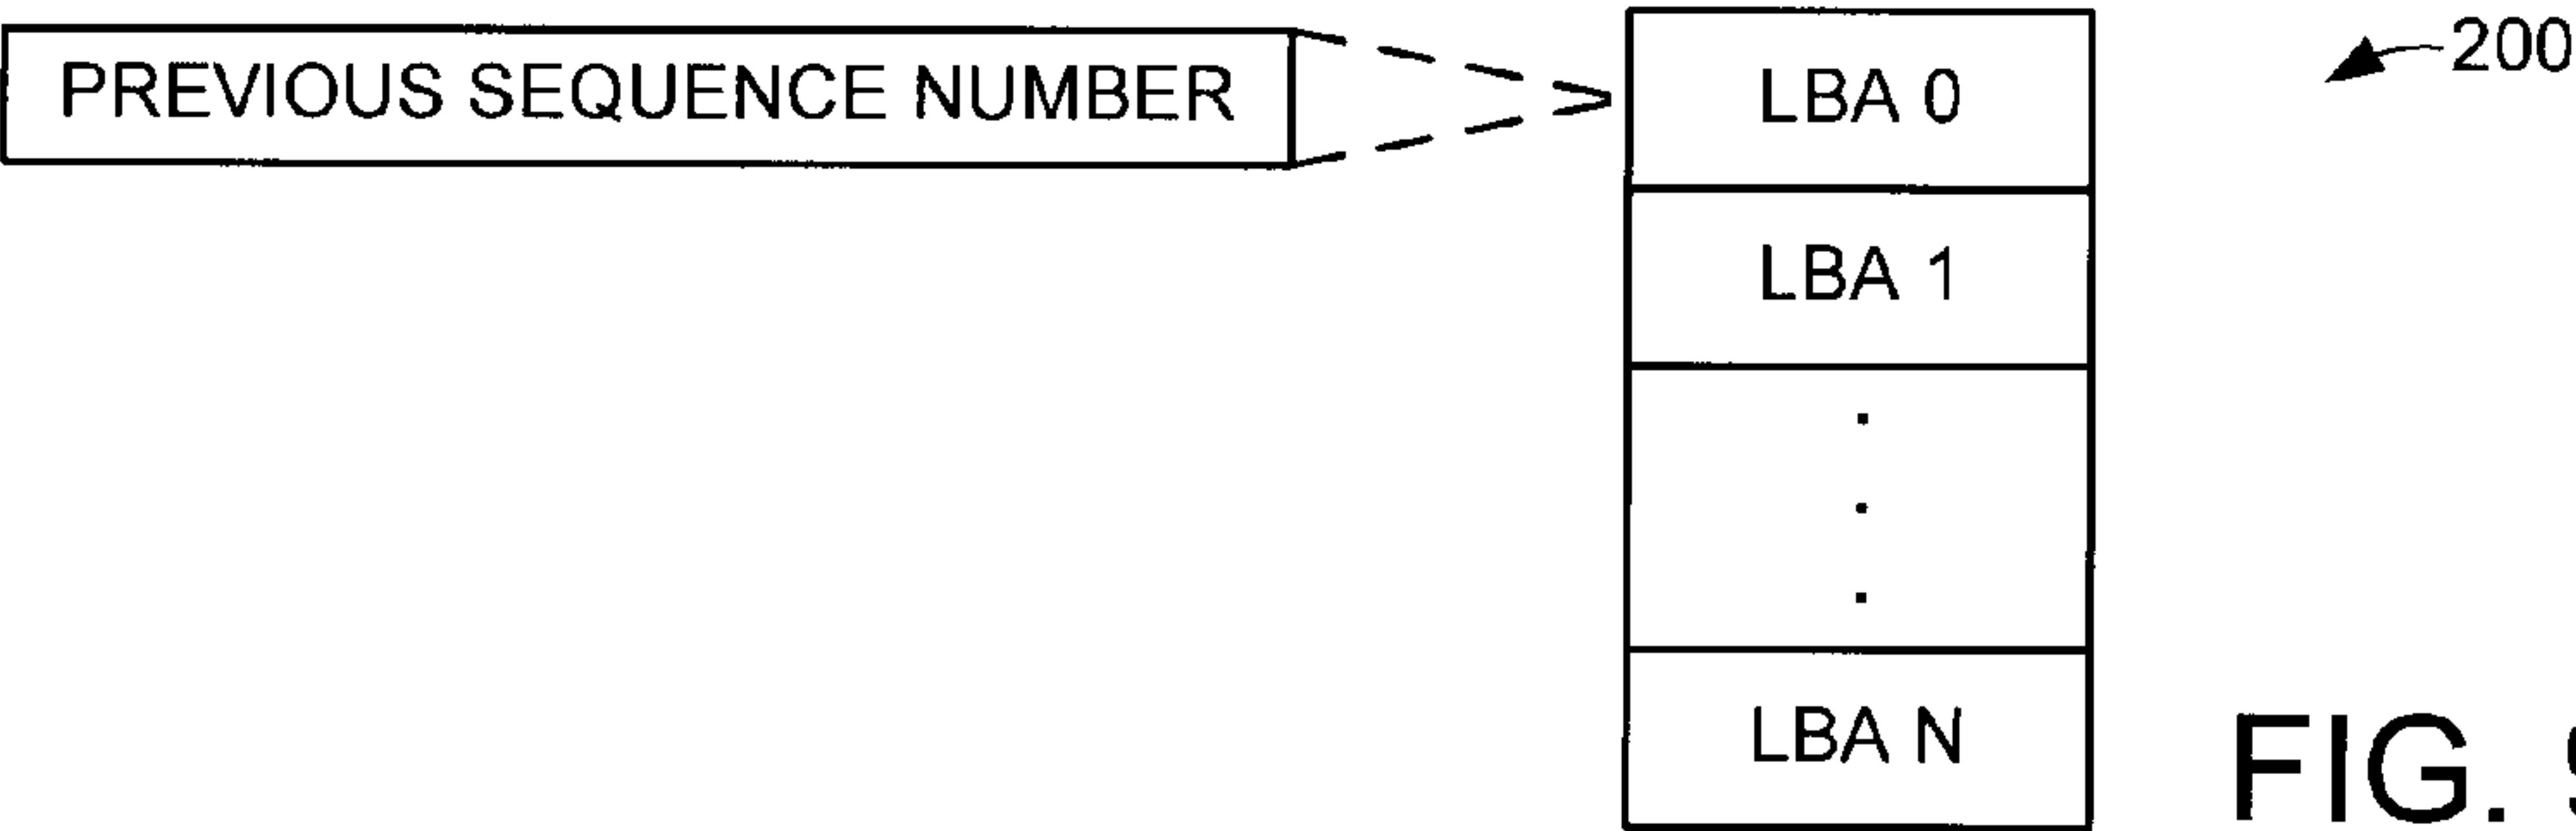 PREVIOUS SEQUENCE NUMBER
LBA 0
200
LBA 1
.
.
.
LBA N
FIG.